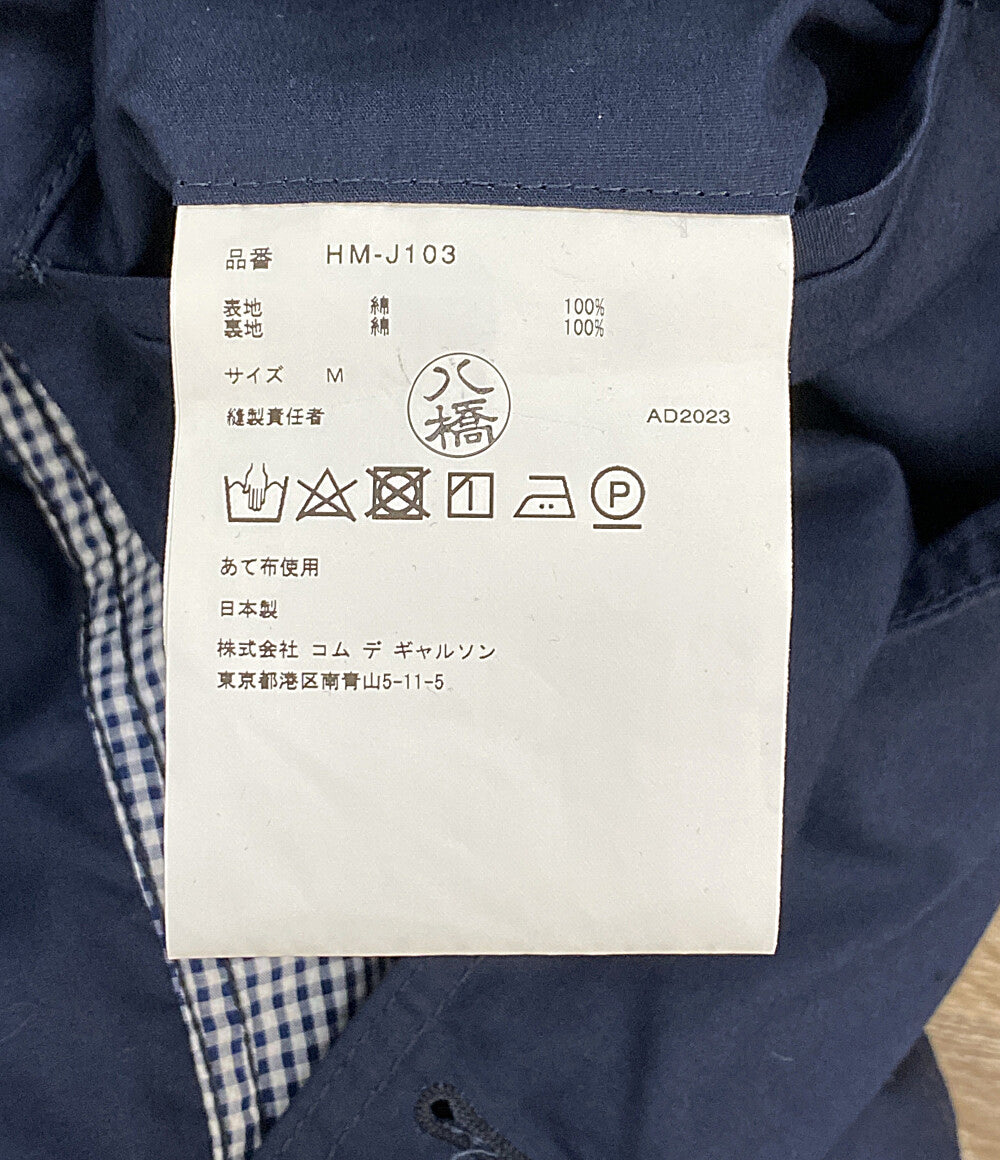 品番 HM-J103
表地 綿 100%
裏地 綿 100%
サイズ M
縫製責任者 八橋 AD2023
P
あて布使用
日本製
株式会社 コム デ ギャルソン
東京都港区南青山5-11-5